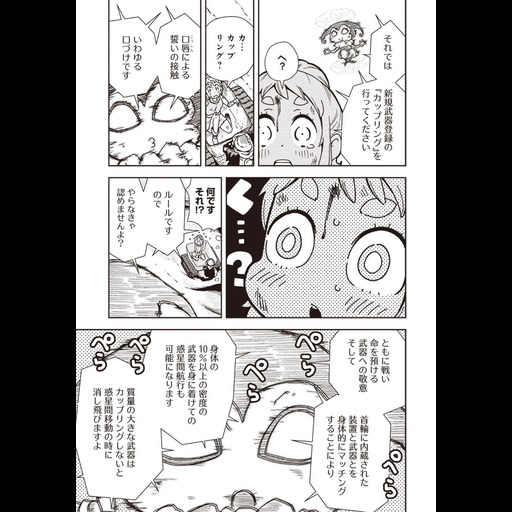 それでは
新規武器登録の
『カップリング』を
行ってください
?
カ…
カップ
リング?
口唇による
誓いの接触
いわゆる
口づけです
く…?
何です
それ!?
ルールです
ので
やらなきゃ
認めませんよ?
ともに戦い
命を預ける
武器への敬意
そして
首輪に内蔵された
装置と武器とを
身体的にマッチング
することにより
ぺら
ぺら
ぺら
ぺら
身体の
10%以上の密度の
武器を身に着けての
惑星間航行も
可能になります
質量の大きな武器は
カップリングしないと
惑星間移動の時に
消し飛びますよ